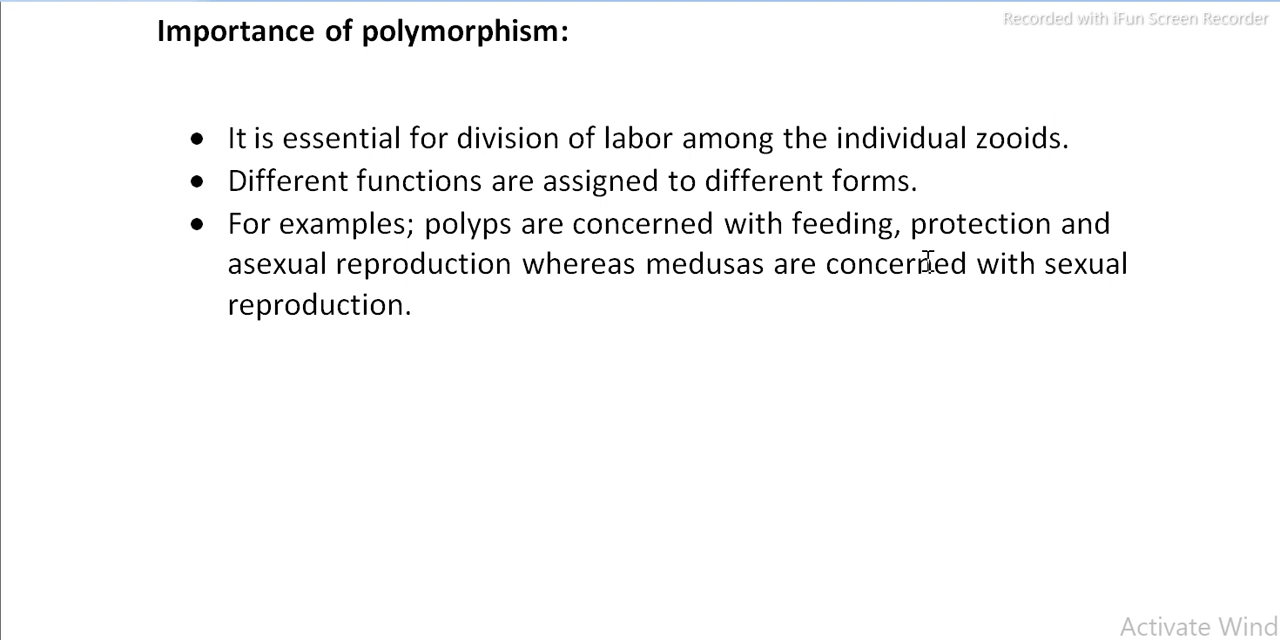 Recorded with iFun Screen Recorder
Importance of polymorphism:
• It is essential for division of labor among the individual zooids.
• Different functions are assigned to different forms.
• For examples; polyps are concerned with feeding, protection and
asexual reproduction whereas medusas are concerned with sexual
reproduction.
Activate Wind